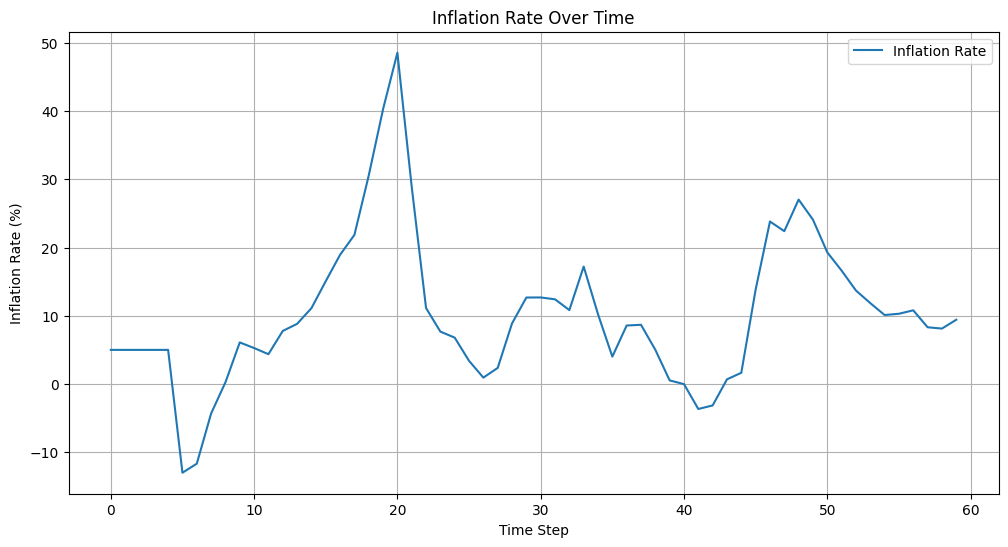 Inflation Rate Over Time
Inflation Rate
Inflation Rate (%)
50
40
30
20
10
0
−10
0 10 20 30 40 50 60
Time Step